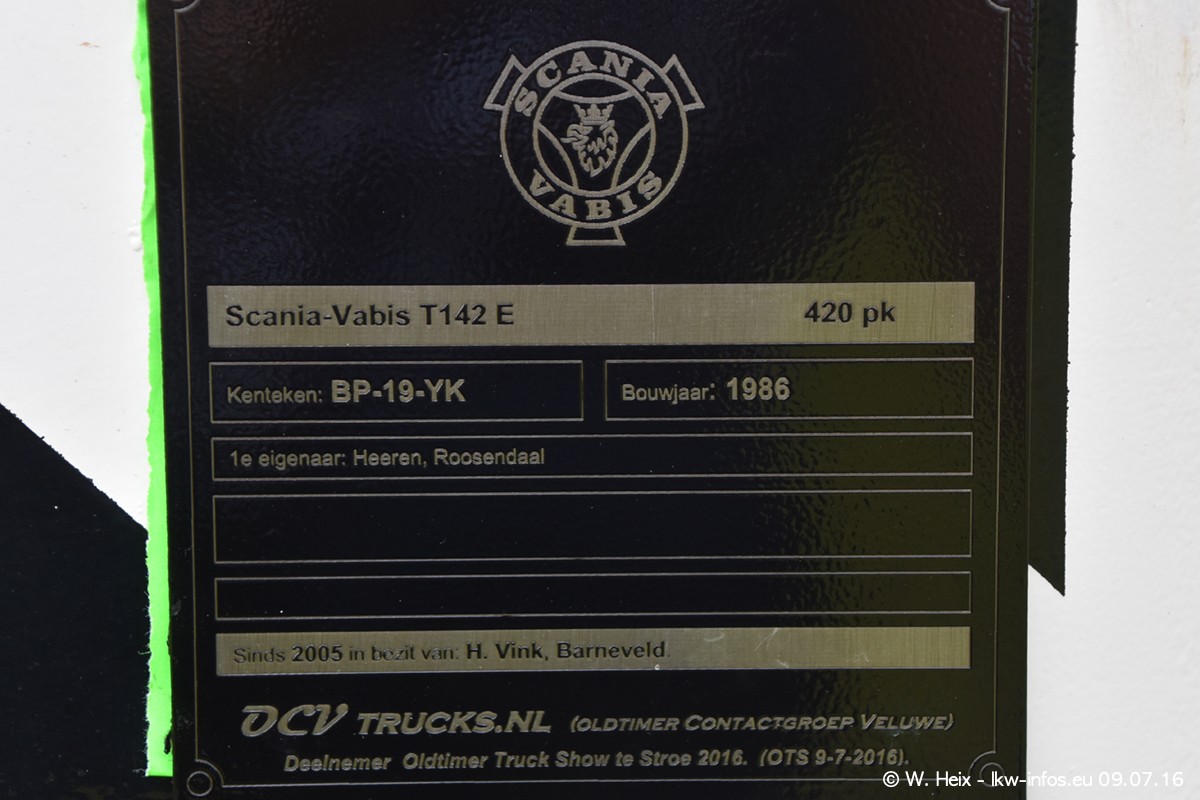 SCANIA
VABIS
Scania-Vabis T142 E 420 pk
Kenteken: BP-19-YK Bouwjaar: 1986
1e eigenaar: Heeren, Roosendaal
Sinds 2005 in bezit van: H. Vink, Barneveld.
OCV TRUCKS.NL (OLDTIMER CONTACTGROEP VELUWE)
Deelnemer Oldtimer Truck Show te Stroe 2016. (OTS 9-7-2016).
© W. Heix - lkw-infos.eu 09.07.16